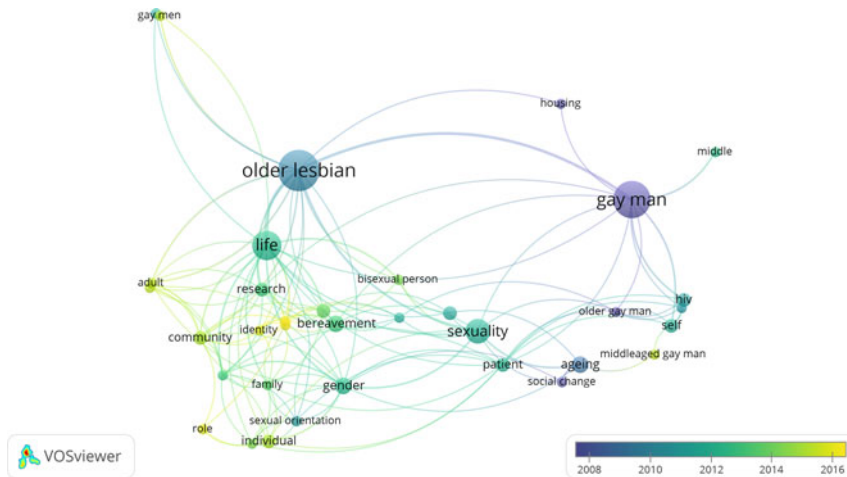 gay men
housing
middle
older lesbian
gay man
life
adult
research
bisexual person
hiv
older gay man
self
community
identity
bereavement
sexuality
middleaged gay man
patient
ageing
social change
family
gender
role
sexual orientation
individual
VOSviewer
2008 2010 2012 2014 2016